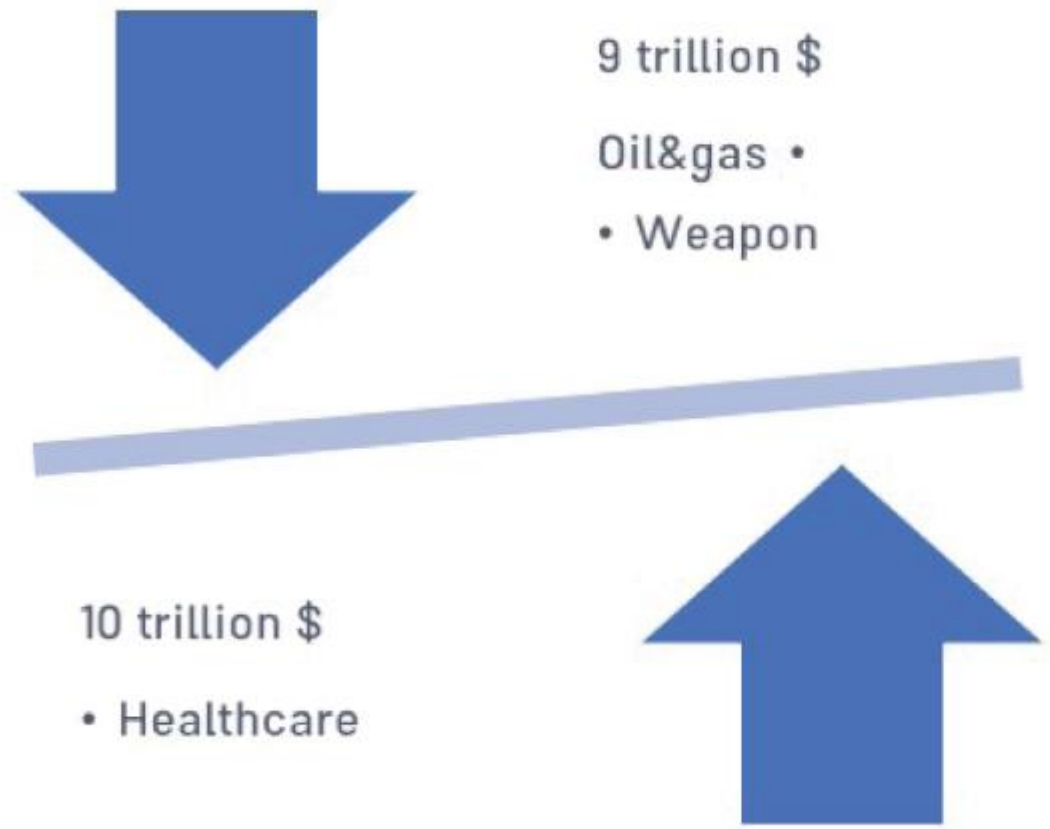 9 trillion $
Oil&gas •
• Weapon
10 trillion $
• Healthcare